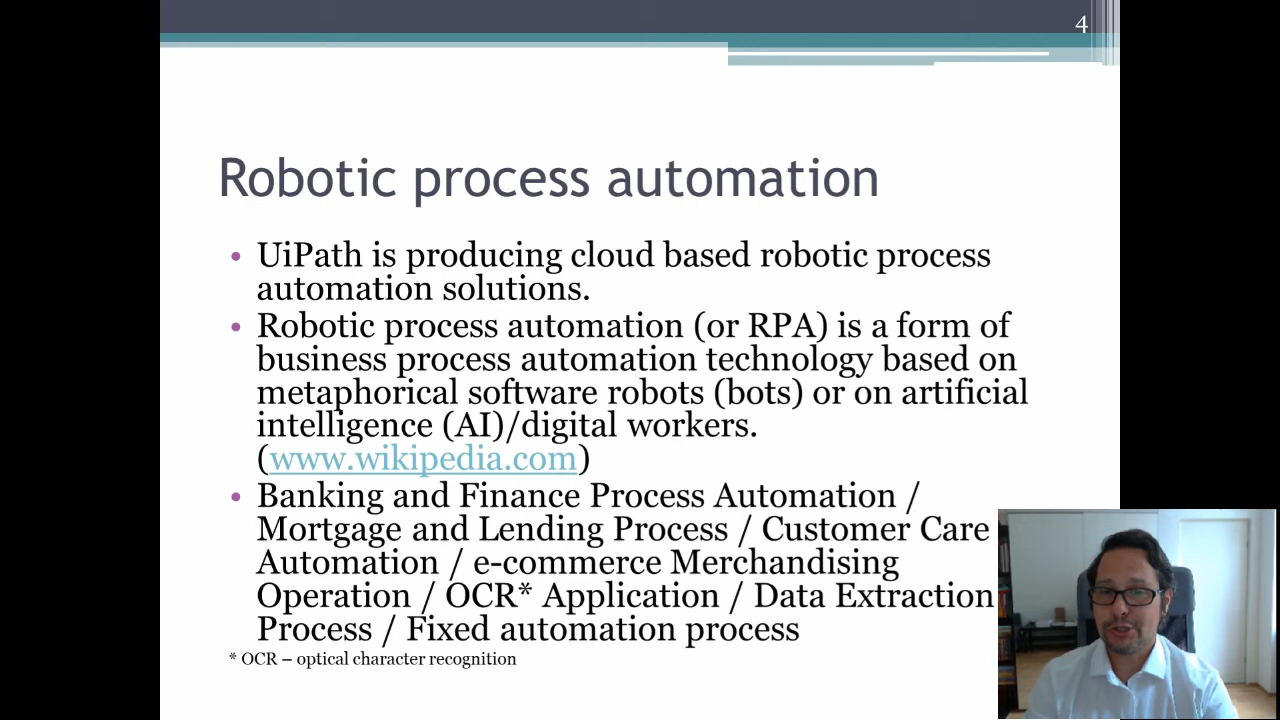 4
Robotic process automation
• UiPath is producing cloud based robotic process
automation solutions.
• Robotic process automation (or RPA) is a form of
business process automation technology based on
metaphorical software robots (bots) or on artificial
intelligence (AI)/digital workers.
(www.wikipedia.com)
• Banking and Finance Process Automation /
Mortgage and Lending Process / Customer Care
Automation / e-commerce Merchandising
Operation / OCR* Application / Data Extraction
Process / Fixed automation process
* OCR – optical character recognition